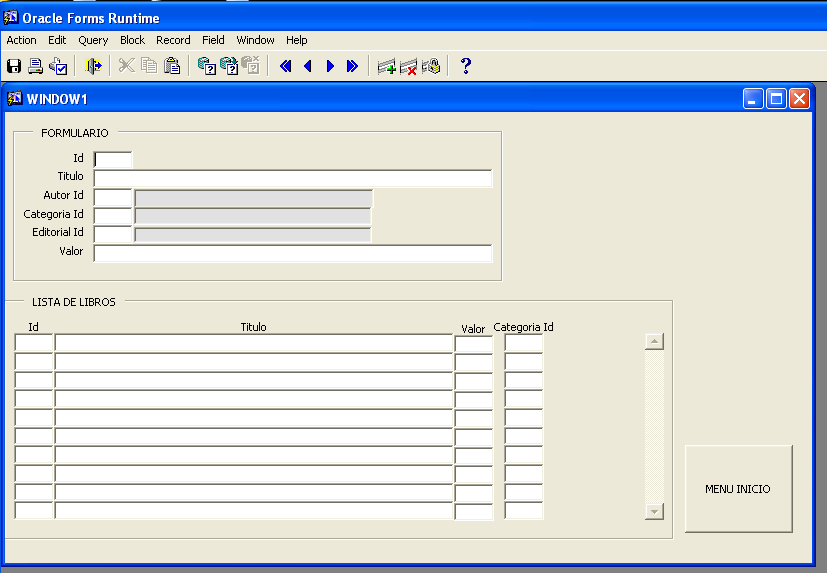 Oracle Forms Runtime
Action Edit Query Block Record Field Window Help
WINDOW1
FORMULARIO
Id
Titulo
Autor Id
Categoria Id
Editorial Id
Valor
LISTA DE LIBROS
Id Titulo Valor Categoria Id
MENU INICIO